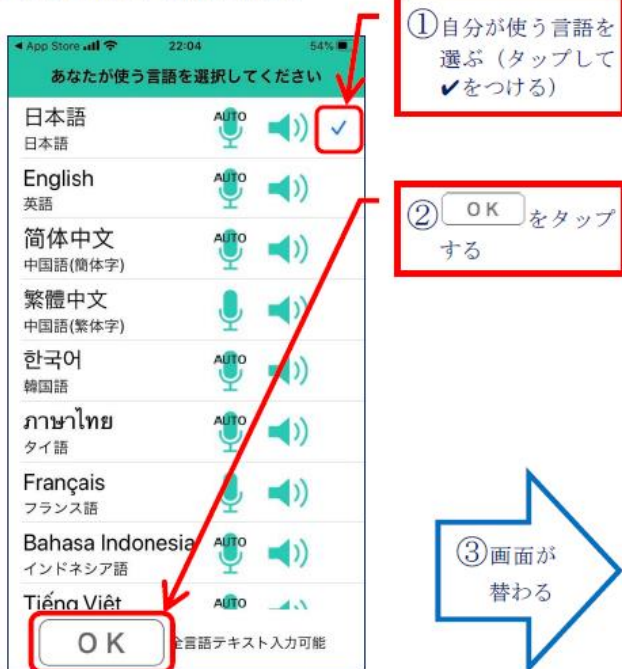 App Store
22:04
54%
あなたが使う言語を選択してください
日本語
AUTO
日本語
English
AUTO
英語
简体中文
AUTO
中国語(簡体字)
繁體中文
中国語(繁体字)
한국어
AUTO
韓国語
ภาษาไทย
AUTO
タイ語
Français
フランス語
Bahasa Indonesia
AUTO
インドネシア語
Tiếng Việt
AUTO
OK
全言語テキスト入力可能
①自分が使う言語を
選ぶ（タップして
✔をつける）
② OK をタップ
する
③画面が
替わる